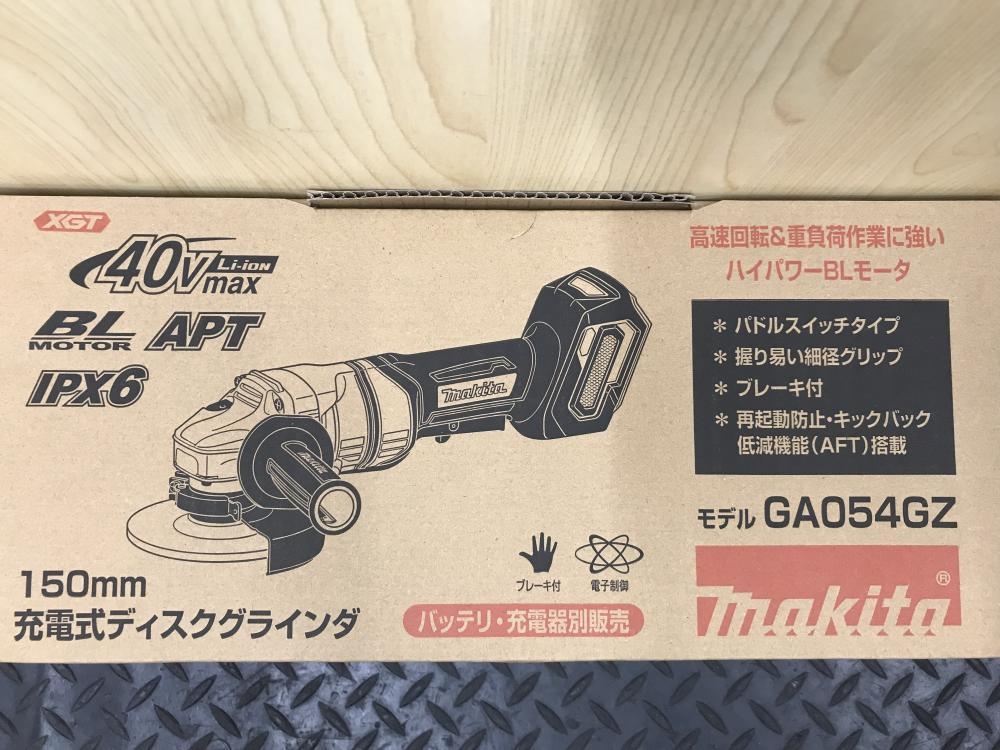 XGT
40Vmax Li-ion
BL MOTOR APT
IPX6
makita
makita
150mm
充電式ディスクグラインダ
ブレーキ付
電子制御
バッテリ・充電器別販売
高速回転&重負荷作業に強い
ハイパワーBLモータ
＊ パドルスイッチタイプ
＊ 握り易い細径グリップ
＊ ブレーキ付
＊ 再起動防止・キックバック
低減機能(AFT)搭載
モデル GA054GZ
makita®